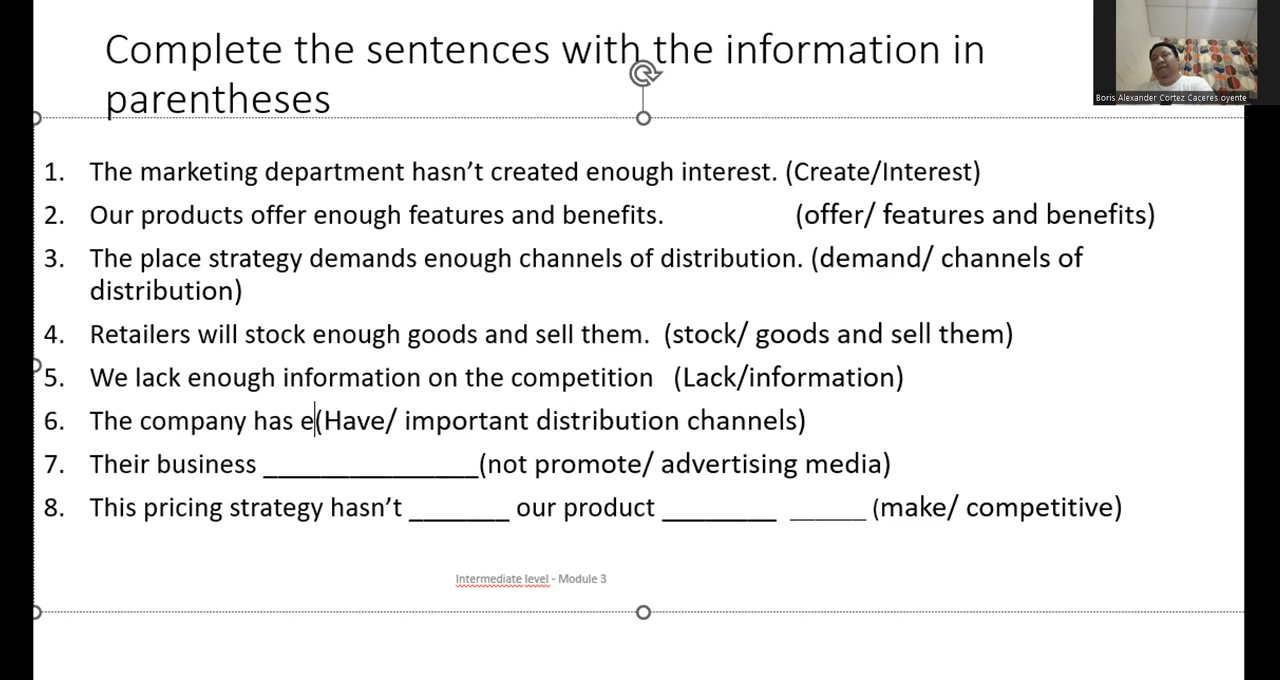 Complete the sentences with the information in
parentheses
Boris Alexander Cortez Caceres oyente
1. The marketing department hasn’t created enough interest. (Create/Interest)
2. Our products offer enough features and benefits. (offer/ features and benefits)
3. The place strategy demands enough channels of distribution. (demand/ channels of
distribution)
4. Retailers will stock enough goods and sell them. (stock/ goods and sell them)
5. We lack enough information on the competition (Lack/information)
6. The company has e(Have/ important distribution channels)
7. Their business _______________(not promote/ advertising media)
8. This pricing strategy hasn’t _______ our product ________ ______ (make/ competitive)
Intermediate level - Module 3